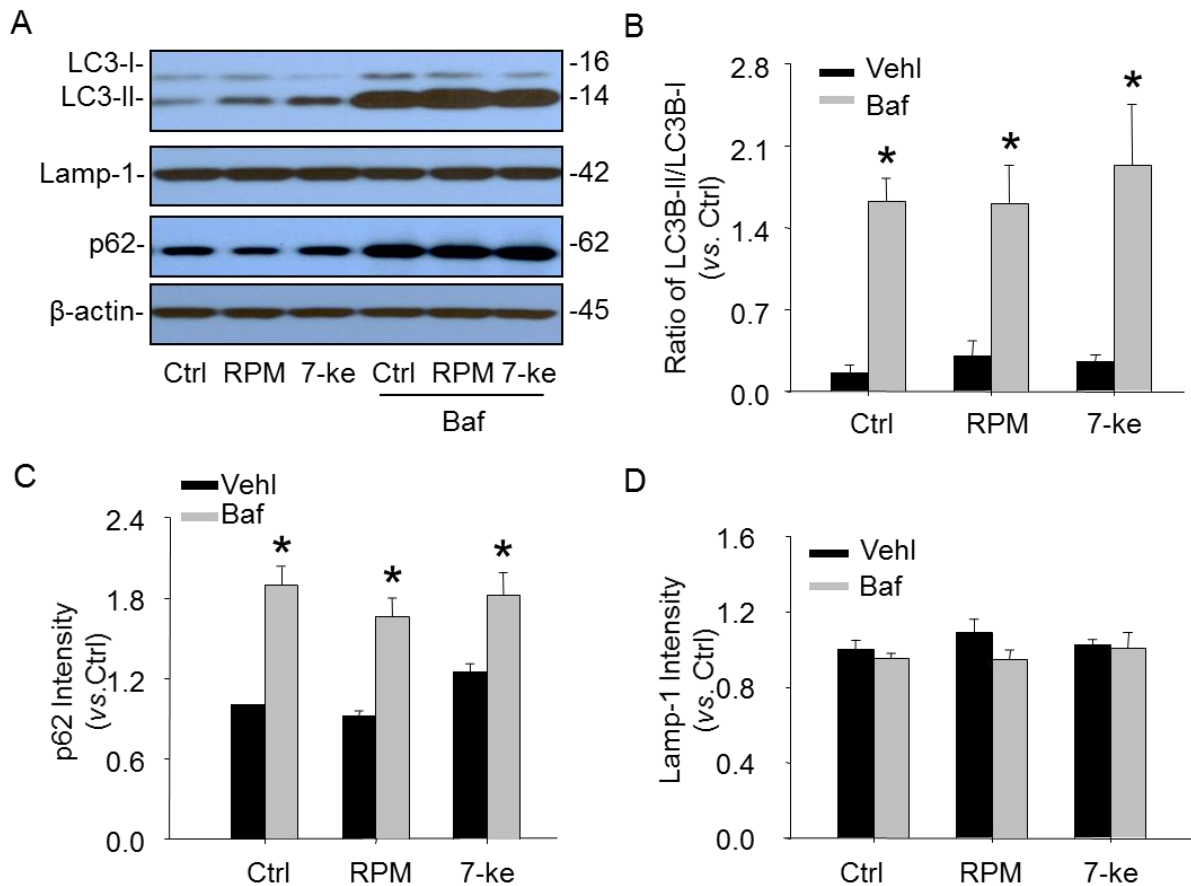 A
LC3-I-
-16
LC3-II-
-14
Lamp-1-
-42
p62-
-62
β-actin-
-45
Ctrl RPM 7-ke Ctrl RPM 7-ke
Baf
B
Vehl
Baf
Ratio of LC3B-II/LC3B-I
(vs. Ctrl)
2.8
2.1
1.4
0.7
0.0
* * *
Ctrl RPM 7-ke
C
Vehl
Baf
p62 Intensity
(vs.Ctrl)
2.4
1.8
1.2
0.6
0.0
* * *
Ctrl RPM 7-ke
D
Vehl
Baf
Lamp-1 Intensity
(vs. Ctrl)
1.6
1.2
0.8
0.4
0.0
Ctrl RPM 7-ke